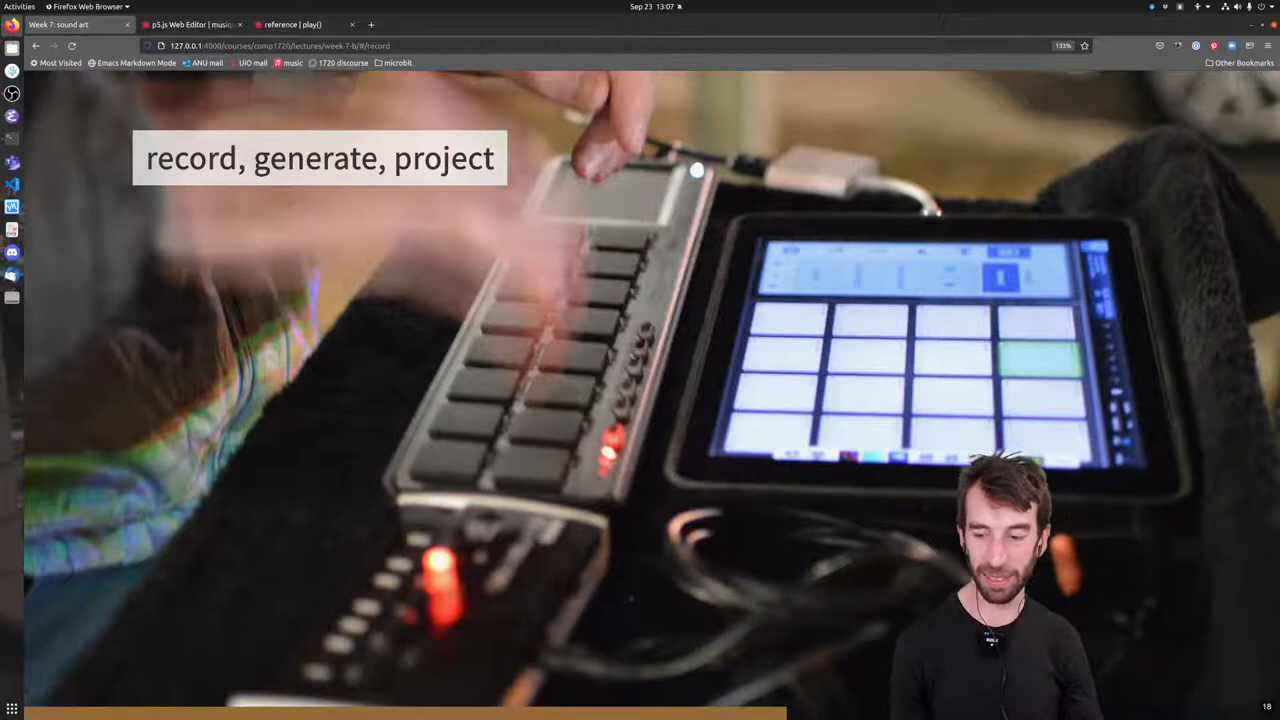 Activities
Firefox Web Browser
Sep 23 13:07
Week 7: sound art
p5.js Web Editor | musiqu
reference | play()
127.0.0.1:4000/courses/comp1720/lectures/week-7-b/#/record
133%
Most Visited
Emacs Markdown Mode
ANU mail
UiO mail
music
1720 discourse
microbit
Other Bookmarks
record, generate, project
18